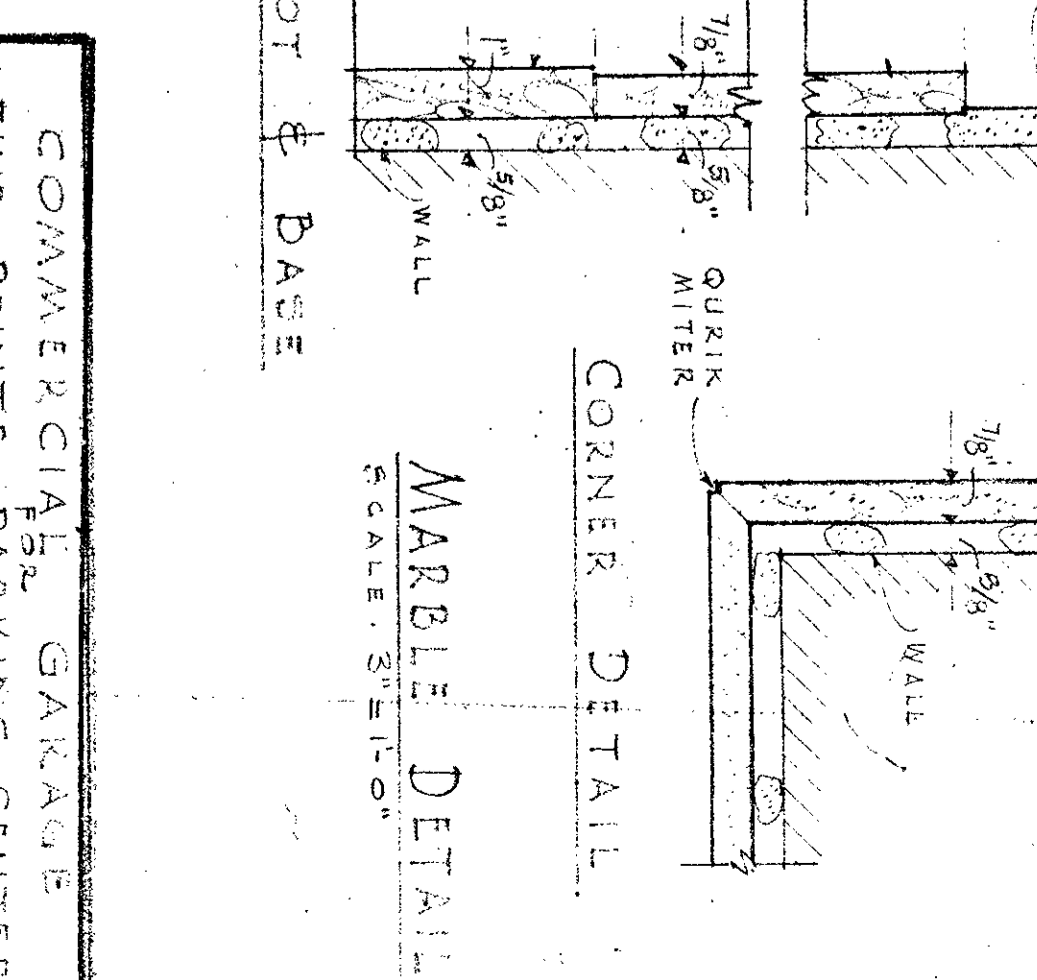 7/8"
1"
5/8"
5/8"
WALL
OT & BASE
7/8"
5/8"
WALL
QURIK
MITER
CORNER DETAIL
MARBLE DETAIL
SCALE. 3"=1'-0"
COMMERCIAL GARAGE
FOR